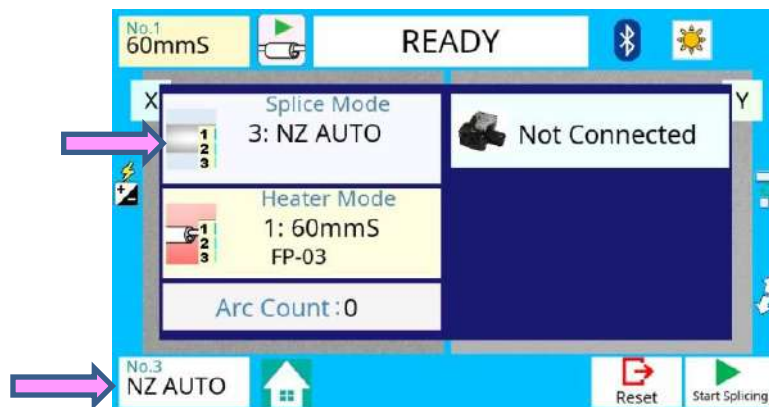 No.1
60mmS
READY
X
Y
Splice Mode
3: NZ AUTO
1
2
3
Not Connected
Heater Mode
1: 60mmS
FP-03
1
2
3
Arc Count:0
No.3
NZ AUTO
Reset
Start Splicing